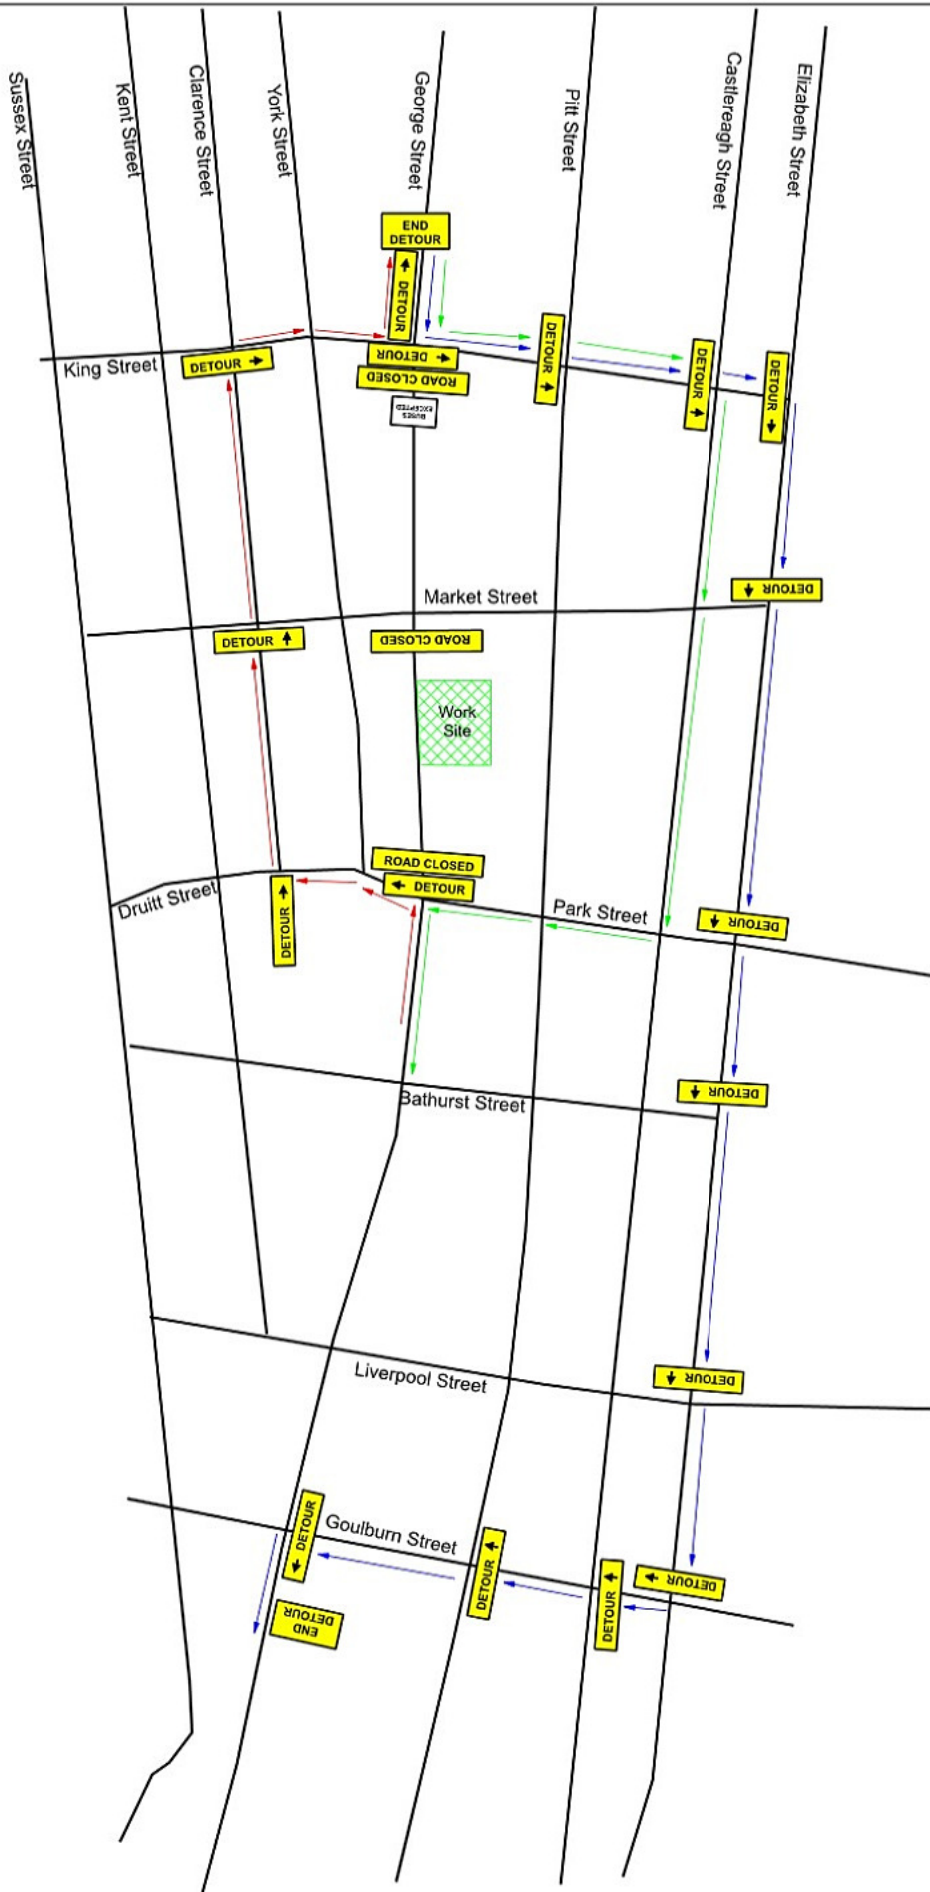 Sussex Street
Kent Street
Clarence Street
York Street
George Street
Pitt Street
Castlereagh Street
Elizabeth Street
END
DETOUR
DETOUR
DETOUR
DETOUR
DETOUR
King Street
DETOUR
DETOUR
ROAD CLOSED
BUSES
EXCEPTED
DETOUR
Market Street
DETOUR
ROAD CLOSED
Work
Site
ROAD CLOSED
DETOUR
Druitt Street
DETOUR
Park Street
DETOUR
DETOUR
Bathurst Street
DETOUR
Liverpool Street
DETOUR
Goulburn Street
DETOUR
DETOUR
DETOUR
END
DETOUR